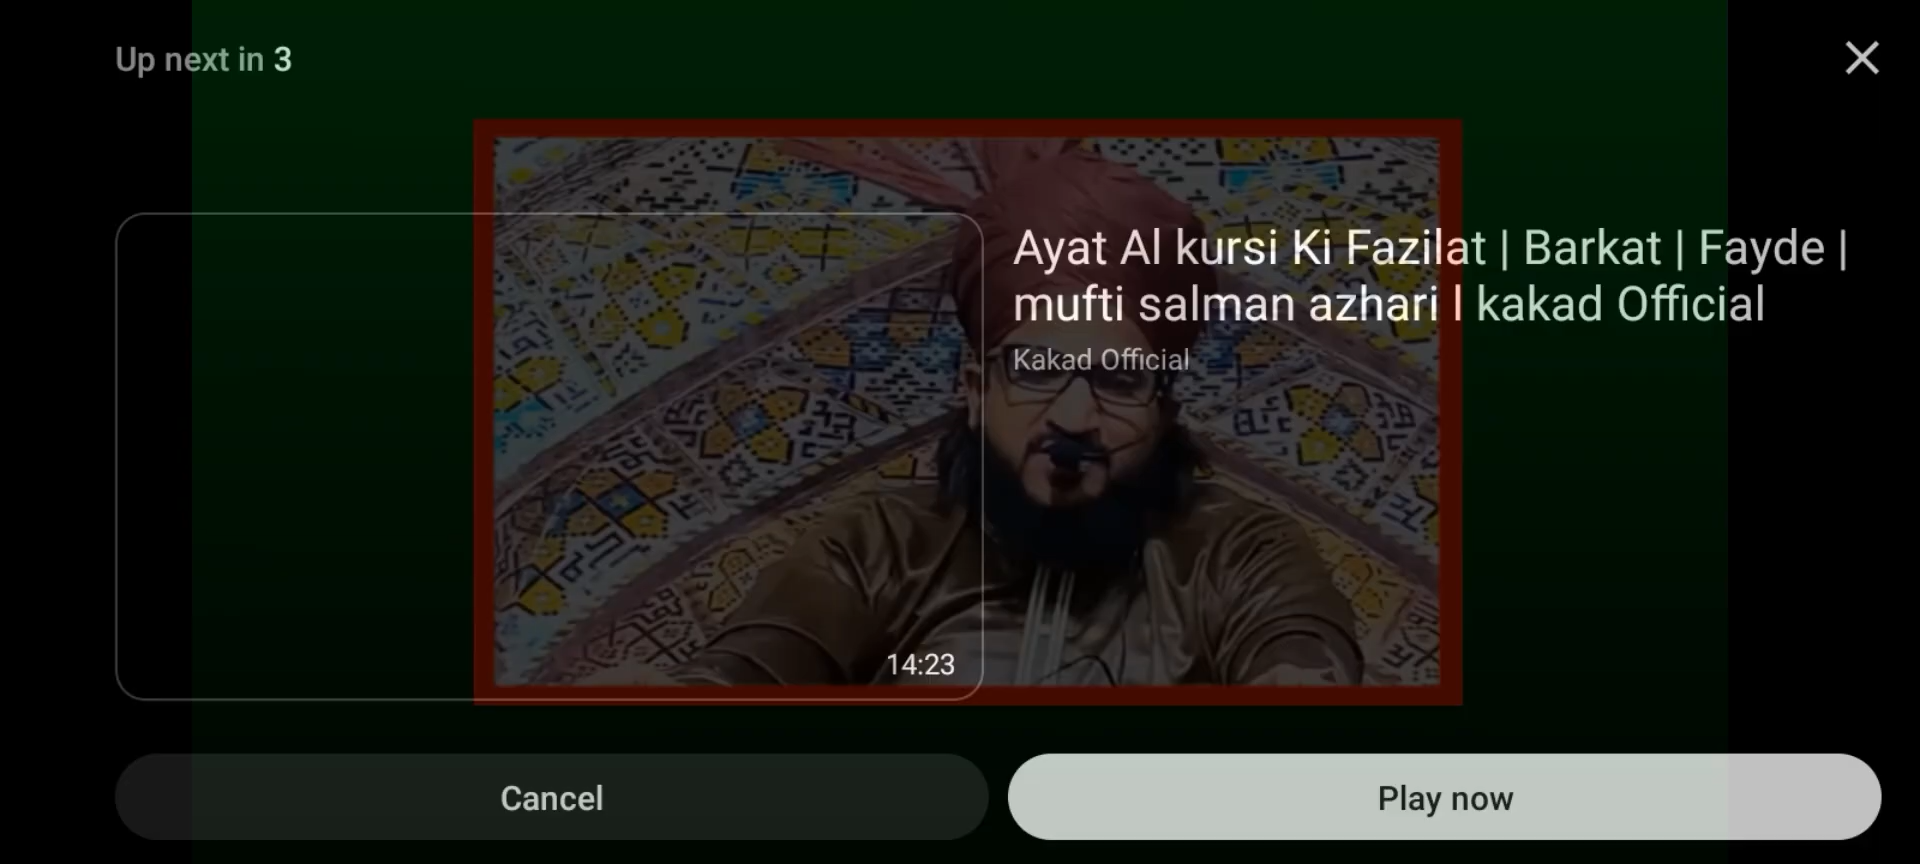 Up next in 3
Ayat Al kursi Ki Fazilat | Barkat | Fayde |
mufti salman azhari l kakad Official
Kakad Official
14:23
Cancel
Play now